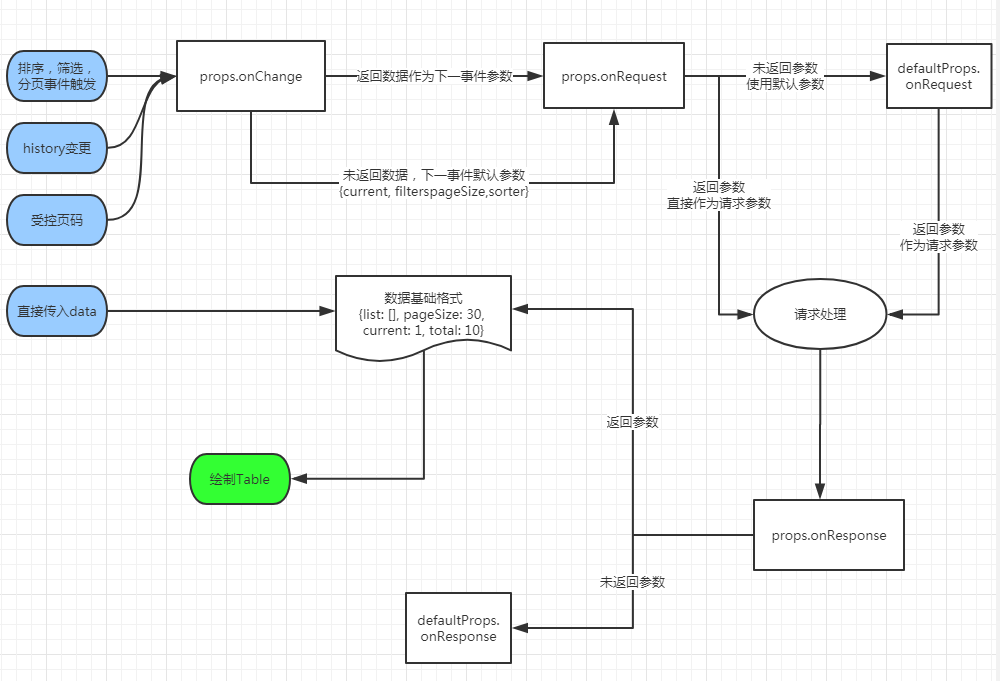 排序，筛选，
分页事件触发
props.onChange
返回数据作为下一事件参数
props.onRequest
未返回参数
使用默认参数
defaultProps.
onRequest
history变更
未返回数据，下一事件默认参数
{current, filterspageSize,sorter}
返回参数
直接作为请求参数
受控页码
返回参数
作为请求参数
直接传入data
数据基础格式
{list: [], pageSize: 30,
current: 1, total: 10}
请求处理
返回参数
绘制Table
props.onResponse
未返回参数
defaultProps.
onResponse